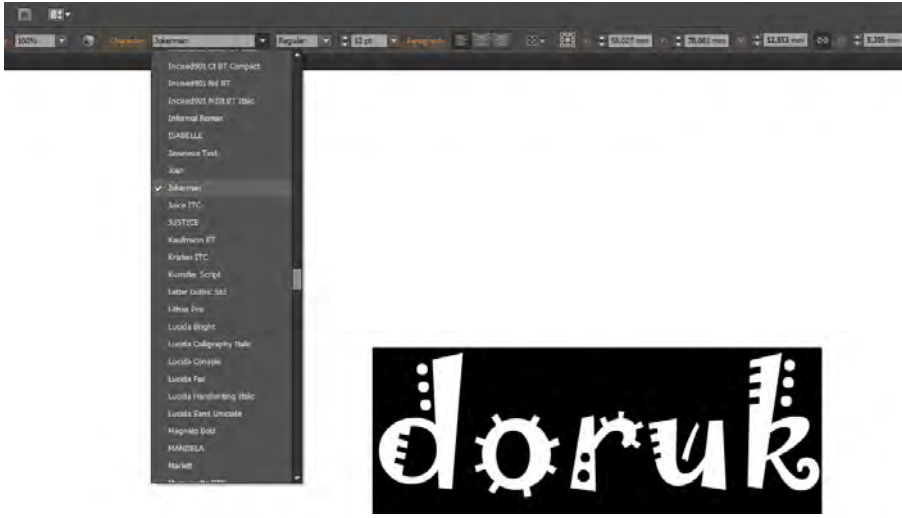 100% Character: Jokerman Regular 12 pt Paragraph:
Incised901 Ct BT Compact
Incised901 Nd BT
Incised901 NdIt BT Italic
Informal Roman
ISABELLE
Javanese Text
Joan
Jokerman
Juice ITC
JUSTICE
Kaufmann BT
Kristen ITC
Kunstler Script
Letter Gothic Std
Lithos Pro
Lucida Bright
Lucida Calligraphy Italic
Lucida Console
Lucida Fax
Lucida Handwriting Italic
Lucida Sans Unicode
Magneto Bold
MANDELA
Marlett
doruk